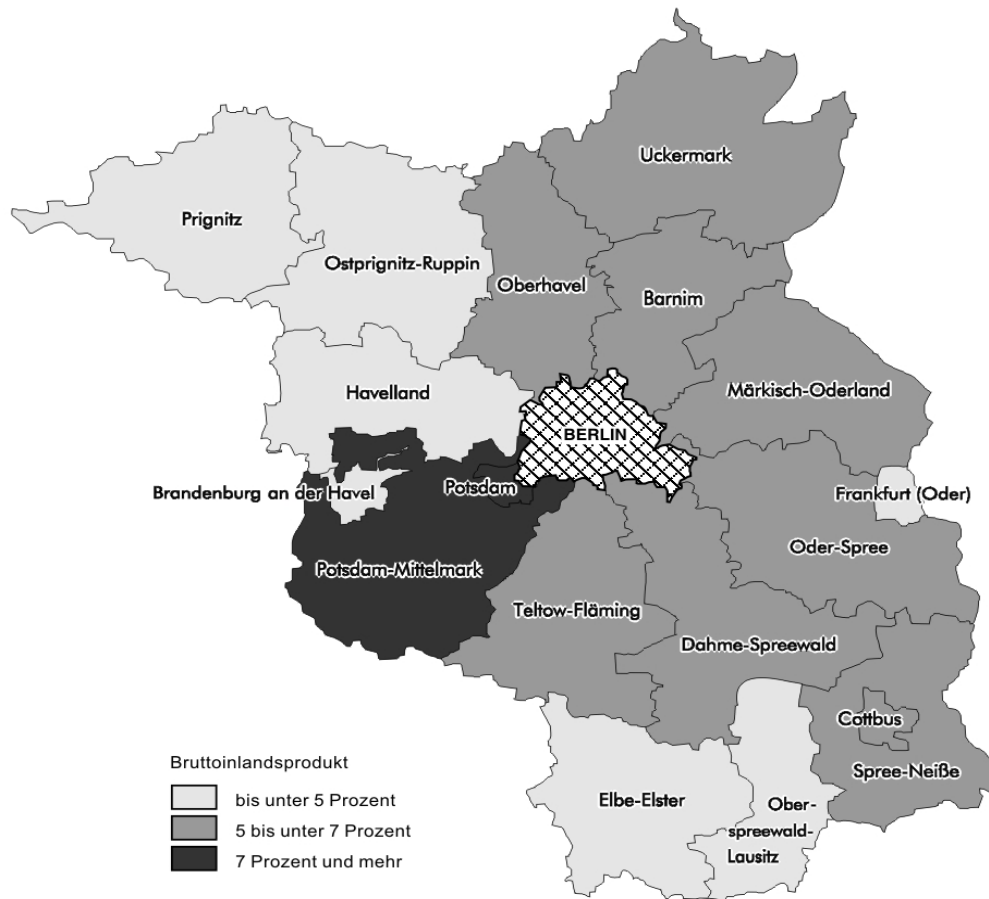 Uckermark
Prignitz
Ostprignitz-Ruppin
Oberhavel
Barnim
Havelland
Märkisch-Oderland
BERLIN
Brandenburg an der Havel
Potsdam
Frankfurt (Oder)
Oder-Spree
Potsdam-Mittelmark
Teltow-Fläming
Dahme-Spreewald
Cottbus
Spree-Neiße
Elbe-Elster
Ober-
spreewald-
Lausitz
Bruttoinlandsprodukt
bis unter 5 Prozent
5 bis unter 7 Prozent
7 Prozent und mehr